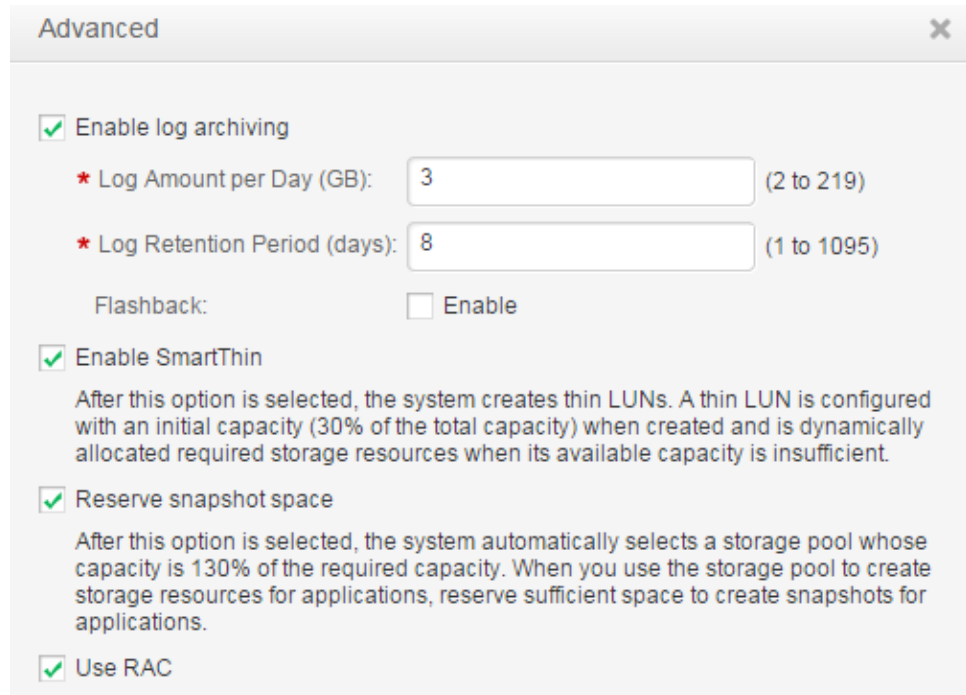 Advanced
Enable log archiving
* Log Amount per Day (GB): 3 (2 to 219)
* Log Retention Period (days): 8 (1 to 1095)
Flashback: Enable
Enable SmartThin
After this option is selected, the system creates thin LUNs. A thin LUN is configured
with an initial capacity (30% of the total capacity) when created and is dynamically
allocated required storage resources when its available capacity is insufficient.
Reserve snapshot space
After this option is selected, the system automatically selects a storage pool whose
capacity is 130% of the required capacity. When you use the storage pool to create
storage resources for applications, reserve sufficient space to create snapshots for
applications.
Use RAC